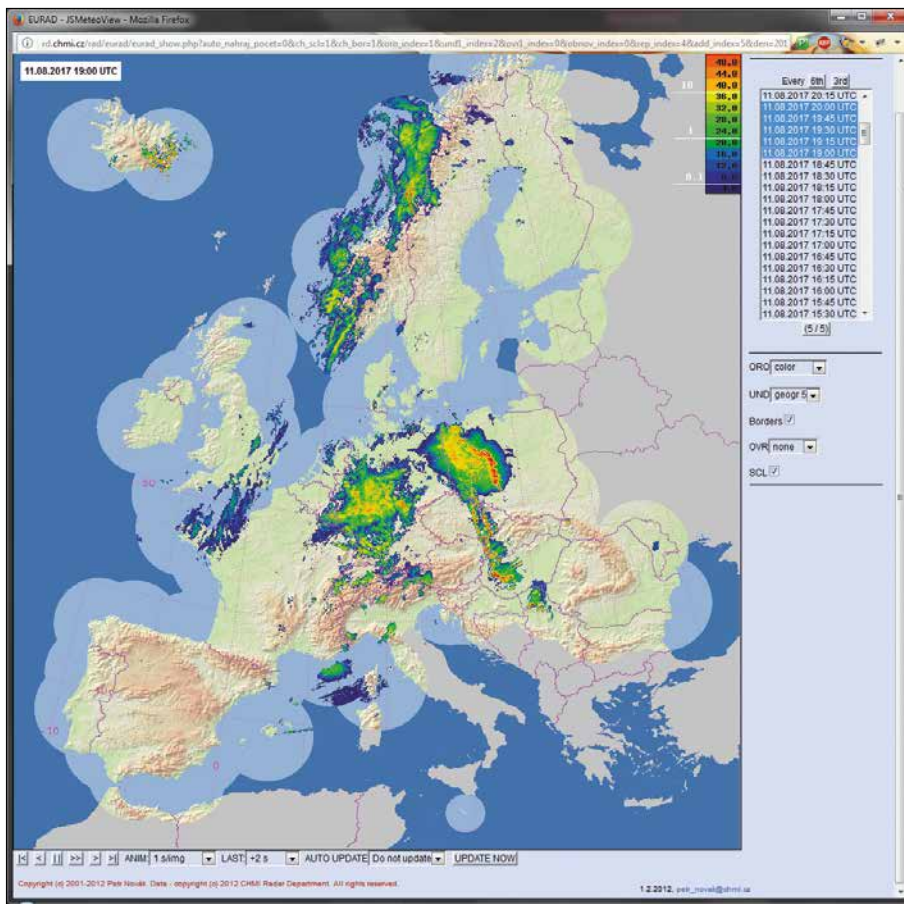 EURAD - JSMeteoView - Mozilla Firefox
rd.chmi.cz/rad/eurad/eurad_show.php?auto_nahraj_pocet=0&ch_scl=1&ch_bor=1&oro_index=1&und1_index=2&ovr1_index=0&obnov_index=0&rep_index=4&add_index=5&den=201
11.08.2017 19:00 UTC
48,0
44,0
10 40,0
36,0
32,0
28,0
1 24,0
20,0
16,0
12,0
0.1 8,0
4,0
Every 6th 3rd
11.08.2017 20:15 UTC
11.08.2017 20:00 UTC
11.08.2017 19:45 UTC
11.08.2017 19:30 UTC
11.08.2017 19:15 UTC
11.08.2017 19:00 UTC
11.08.2017 18:45 UTC
11.08.2017 18:30 UTC
11.08.2017 18:15 UTC
11.08.2017 18:00 UTC
11.08.2017 17:45 UTC
11.08.2017 17:30 UTC
11.08.2017 17:15 UTC
11.08.2017 17:00 UTC
11.08.2017 16:45 UTC
11.08.2017 16:30 UTC
11.08.2017 16:15 UTC
11.08.2017 16:00 UTC
11.08.2017 15:45 UTC
11.08.2017 15:30 UTC
(5 / 5)
ORO color
UND geogr 5
Borders
OVR none
SCL
50
10
0
|< < || >> > >| ANIM: 1 s/img LAST: +2 s AUTO UPDATE Do not update UPDATE NOW
Copyright (c) 2001-2012 Petr Novák. Data - copyright (c) 2012 CHMI Radar Department. All rights reserved.
1.2.2012, petr_novak@chmi.cz